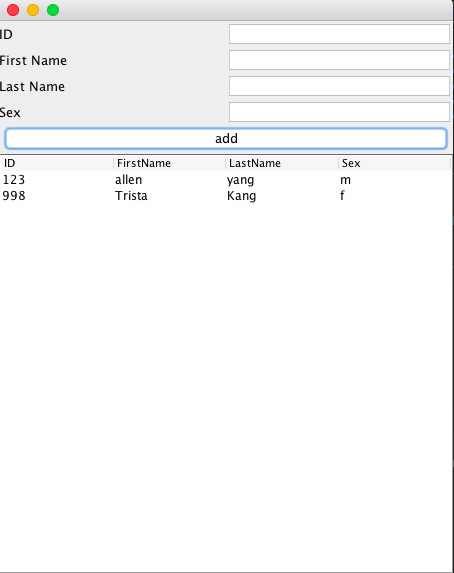 ID
First Name
Last Name
Sex
add
ID FirstName LastName Sex
123 allen yang m
998 Trista Kang f